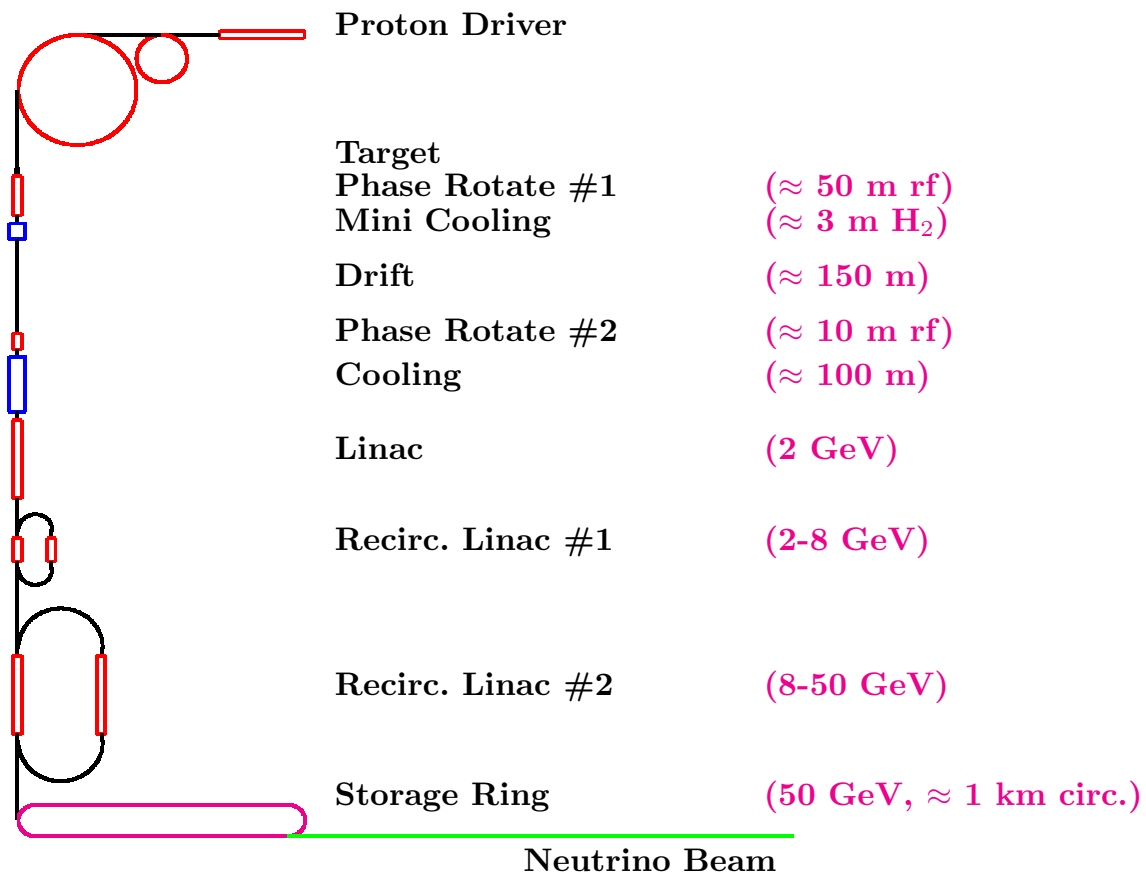 Proton Driver
Target
Phase Rotate #1 (≈ 50 m rf)
Mini Cooling (≈ 3 m H₂)
Drift (≈ 150 m)
Phase Rotate #2 (≈ 10 m rf)
Cooling (≈ 100 m)
Linac (2 GeV)
Recirc. Linac #1 (2-8 GeV)
Recirc. Linac #2 (8-50 GeV)
Storage Ring (50 GeV, ≈ 1 km circ.)
Neutrino Beam